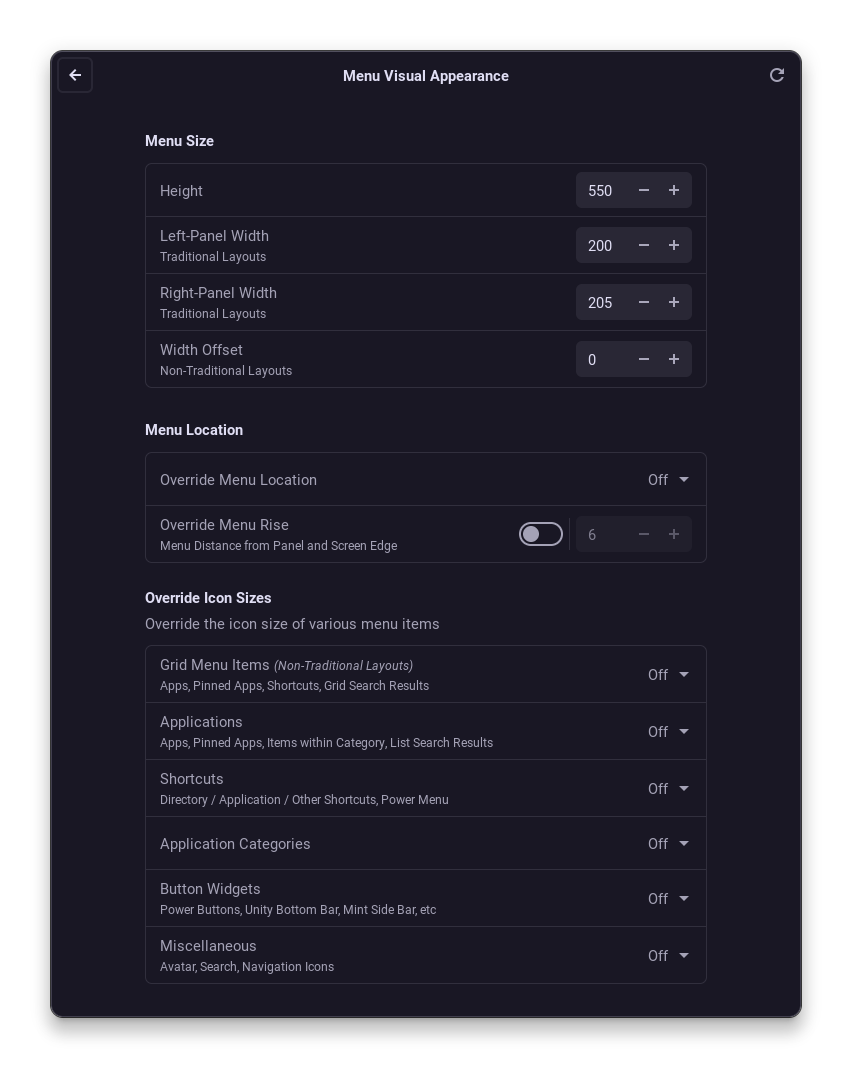 Menu Visual Appearance
Menu Size
Height
550
Left-Panel Width
Traditional Layouts
200
Right-Panel Width
Traditional Layouts
205
Width Offset
Non-Traditional Layouts
0
Menu Location
Override Menu Location
Off
Override Menu Rise
Menu Distance from Panel and Screen Edge
6
Override Icon Sizes
Override the icon size of various menu items
Grid Menu Items (Non-Traditional Layouts)
Apps, Pinned Apps, Shortcuts, Grid Search Results
Off
Applications
Apps, Pinned Apps, Items within Category, List Search Results
Off
Shortcuts
Directory / Application / Other Shortcuts, Power Menu
Off
Application Categories
Off
Button Widgets
Power Buttons, Unity Bottom Bar, Mint Side Bar, etc
Off
Miscellaneous
Avatar, Search, Navigation Icons
Off